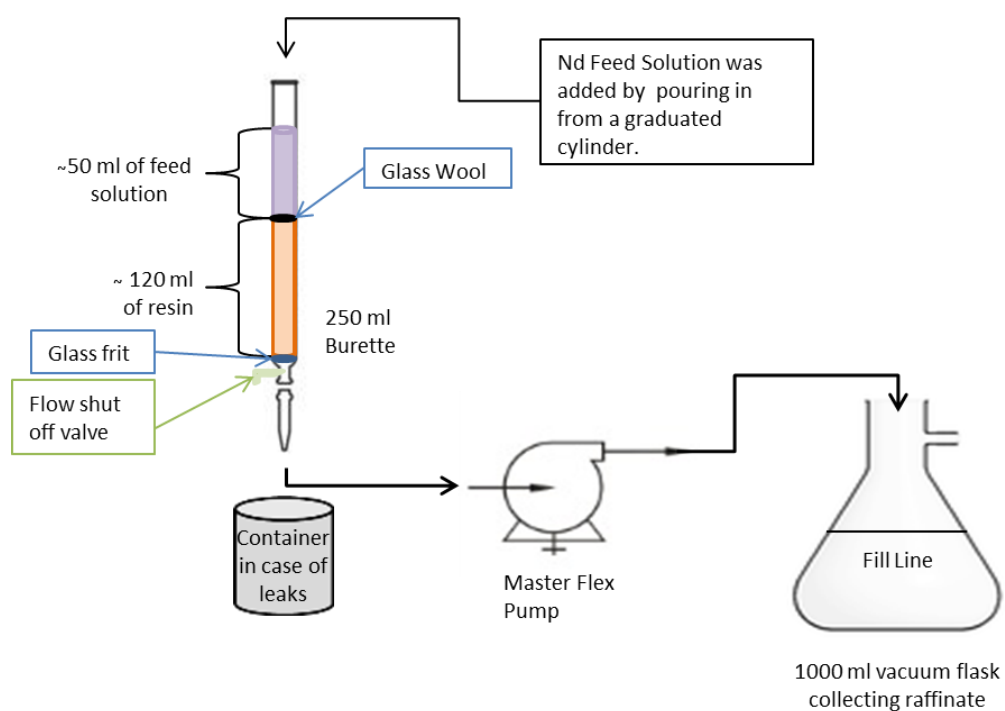 Nd Feed Solution was
added by  pouring in
from a graduated
cylinder.
~50 ml of feed
solution
Glass Wool
~ 120 ml
of resin
250 ml
Burette
Glass frit
Flow shut
off valve
Container
in case of
leaks
Master Flex
Pump
Fill Line
1000 ml vacuum flask
collecting raffinate